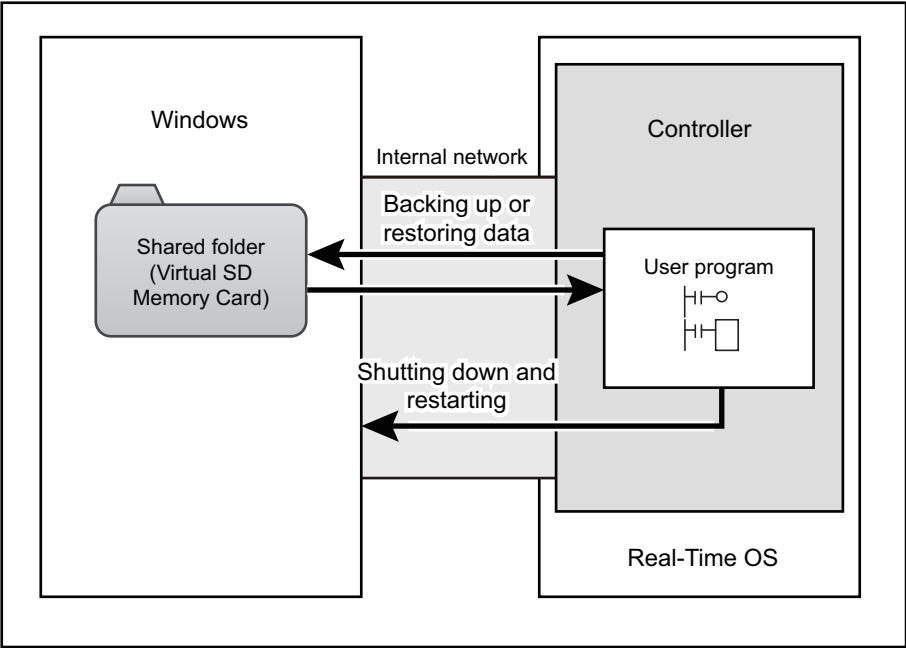 Windows
Controller
Internal network
Backing up or
restoring data
Shared folder
(Virtual SD
Memory Card)
User program
Shutting down and
restarting
Real-Time OS